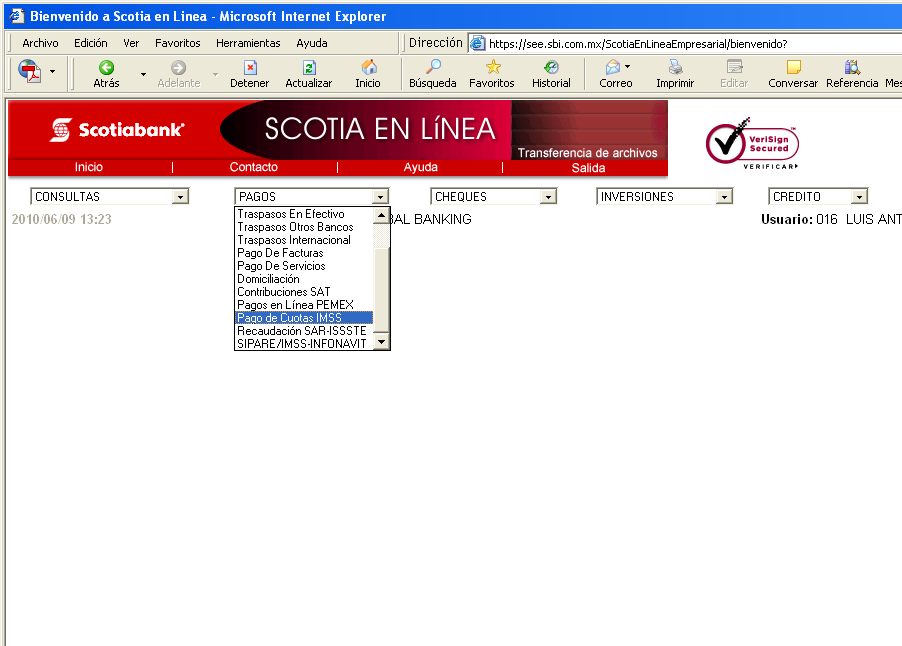 Bienvenido a Scotia en Linea - Microsoft Internet Explorer
Archivo Edición Ver Favoritos Herramientas Ayuda Dirección https://see.sbi.com.mx/ScotiaEnLineaEmpresarial/bienvenido?
Atrás Adelante Detener Actualizar Inicio Búsqueda Favoritos Historial Correo Imprimir Editar Conversar Referencia Mes
Scotiabank SCOTIA EN LíNEA
Transferencia de archivos
VeriSign Secured
VERIFICAR
Inicio | Contacto | Ayuda | Salida
CONSULTAS PAGOS CHEQUES INVERSIONES CREDITO
2010/06/09 13:23 BAL BANKING Usuario: 016 LUIS ANT
Traspasos En Efectivo
Traspasos Otros Bancos
Traspasos Internacional
Pago De Facturas
Pago De Servicios
Domiciliación
Contribuciones SAT
Pagos en Línea PEMEX
Pago de Cuotas IMSS
Recaudación SAR-ISSSTE
SIPARE/IMSS-INFONAVIT